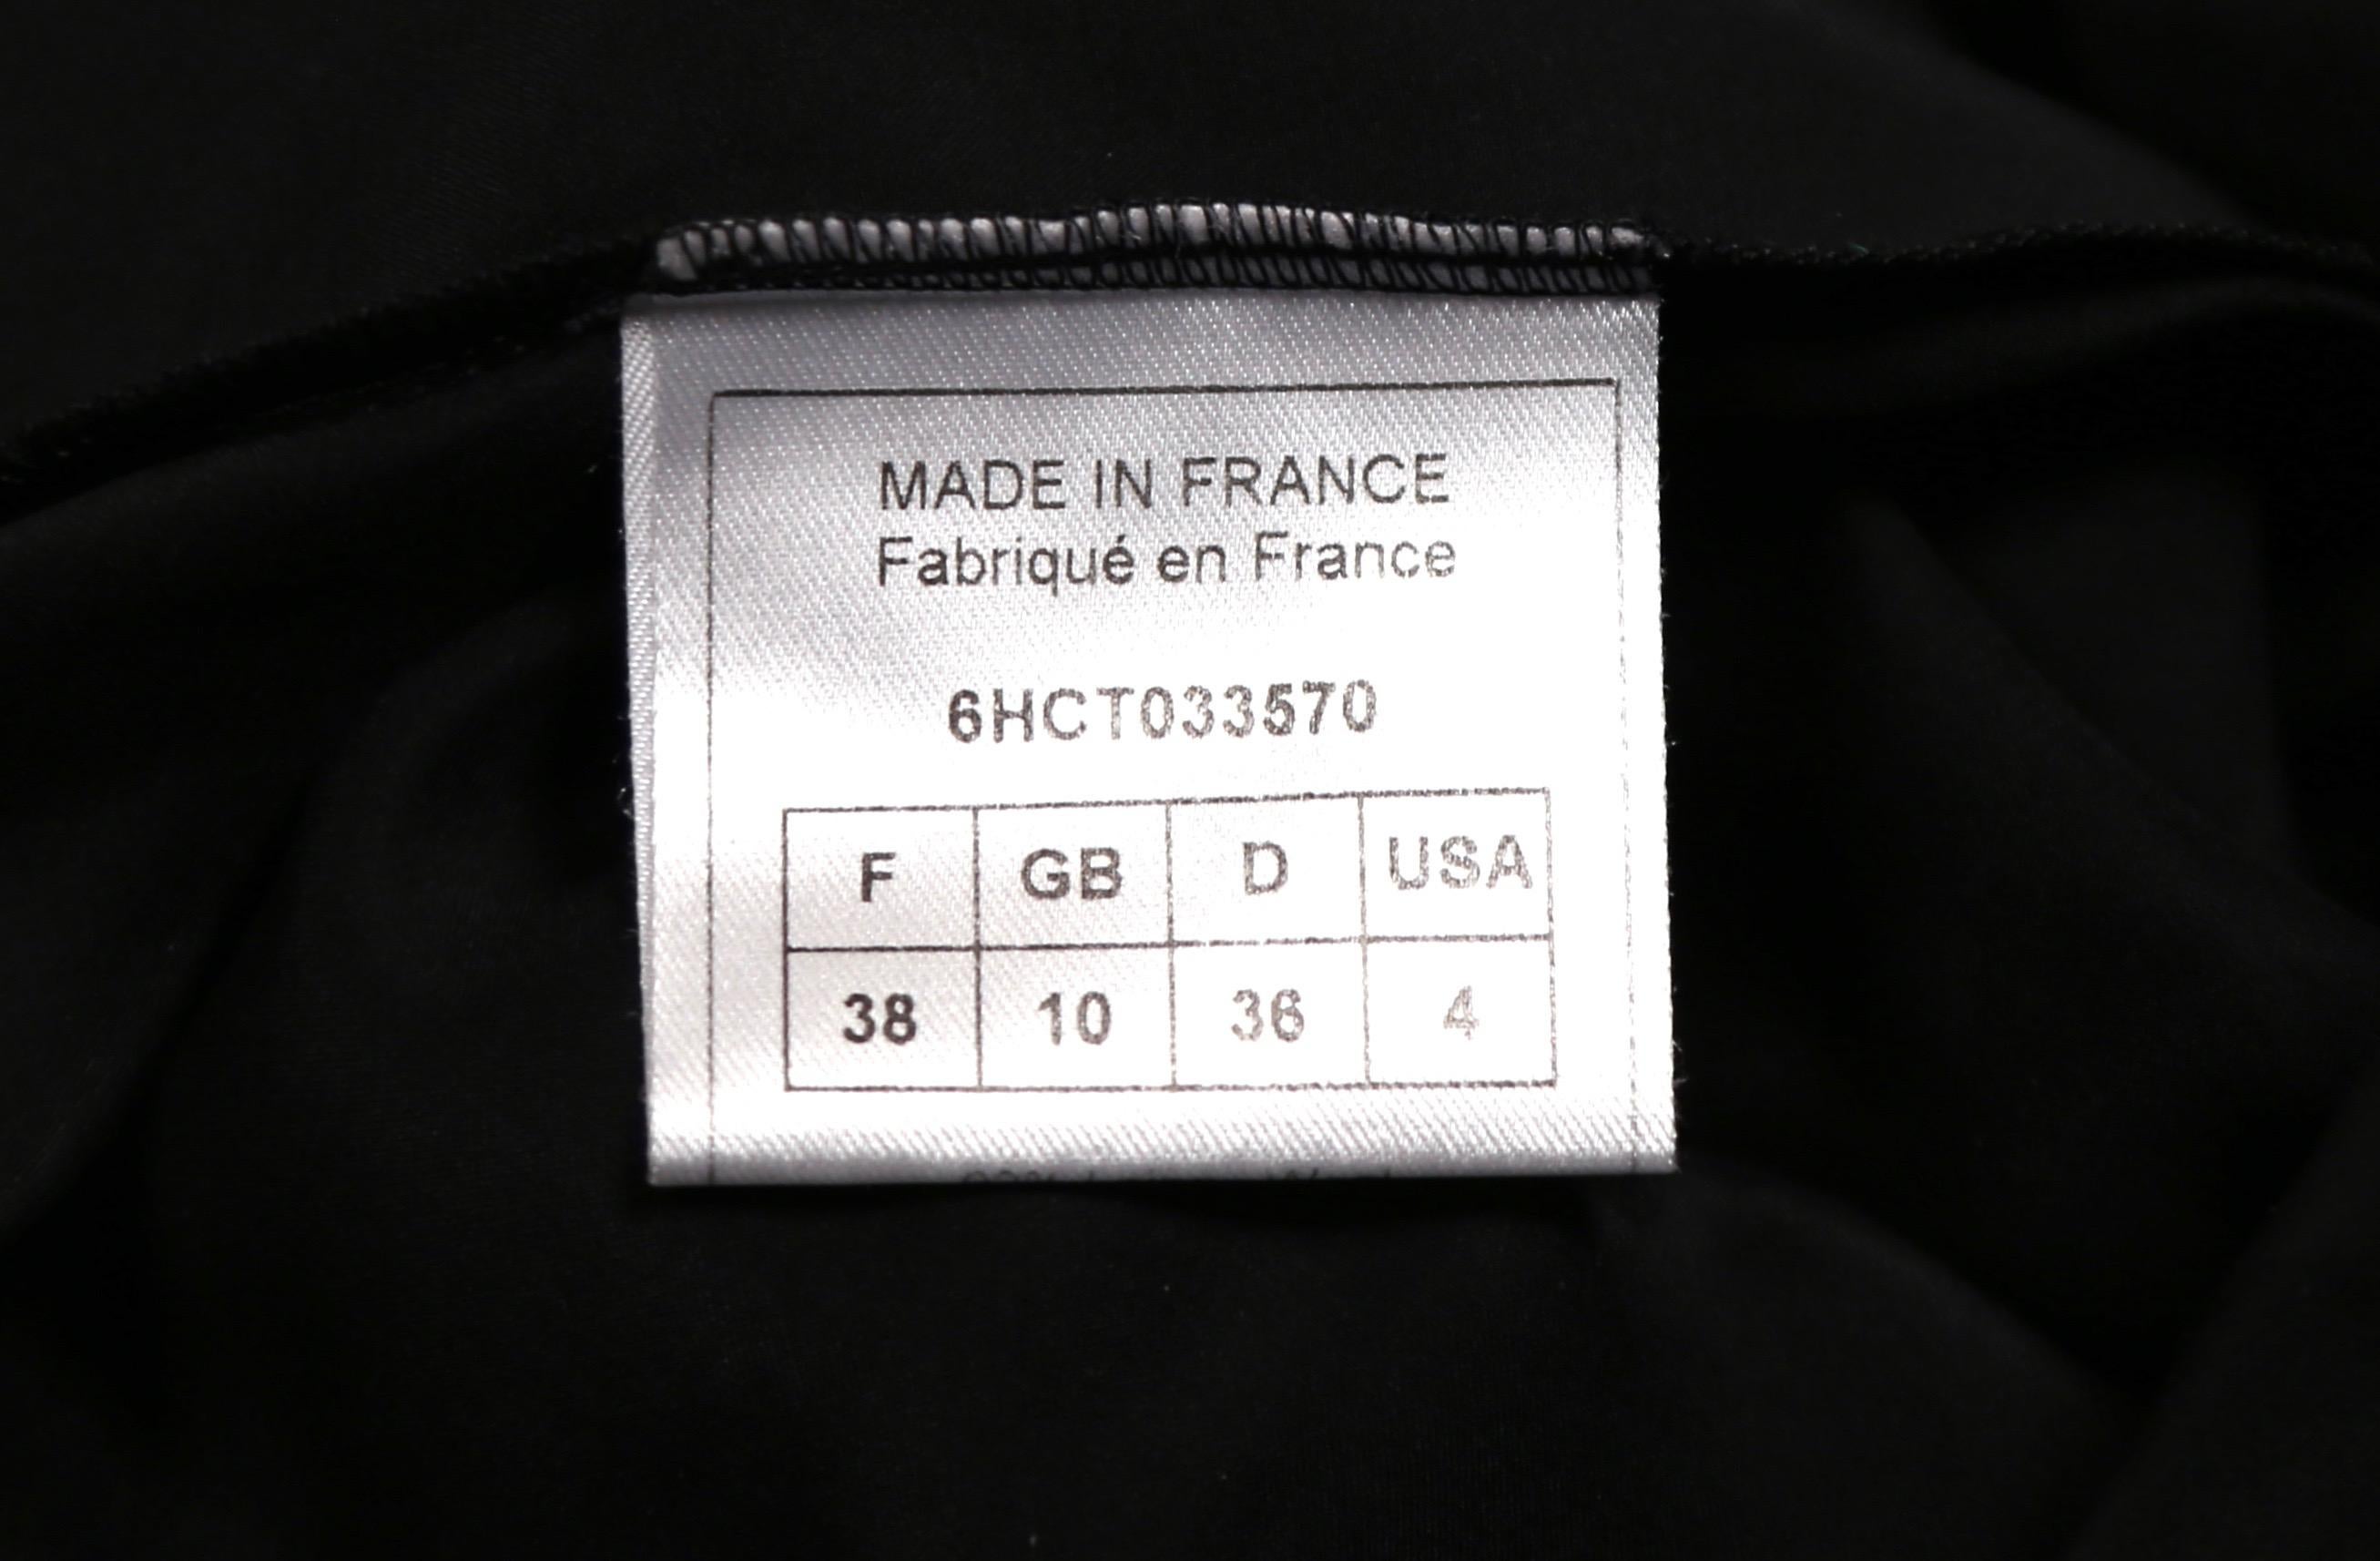 MADE IN FRANCE
Fabriqué en France
6HCT033570
F GB D USA
38 10 36 4